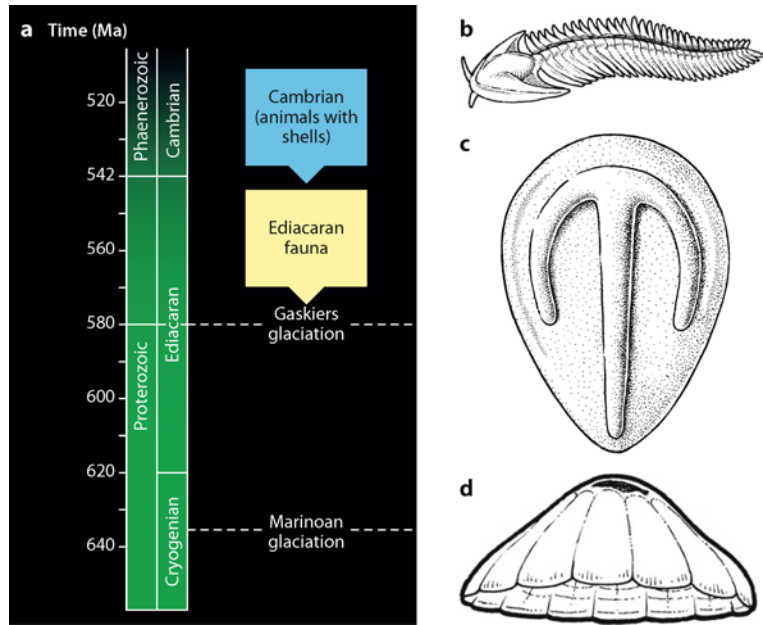 a Time (Ma)
Phaenerozoic
Cambrian
520
542
560
580
600
620
640
Proterozoic
Ediacaran
Cryogenian
Cambrian
(animals with
shells)
Ediacaran
fauna
Gaskiers
glaciation
Marinoan
glaciation
b
c
d